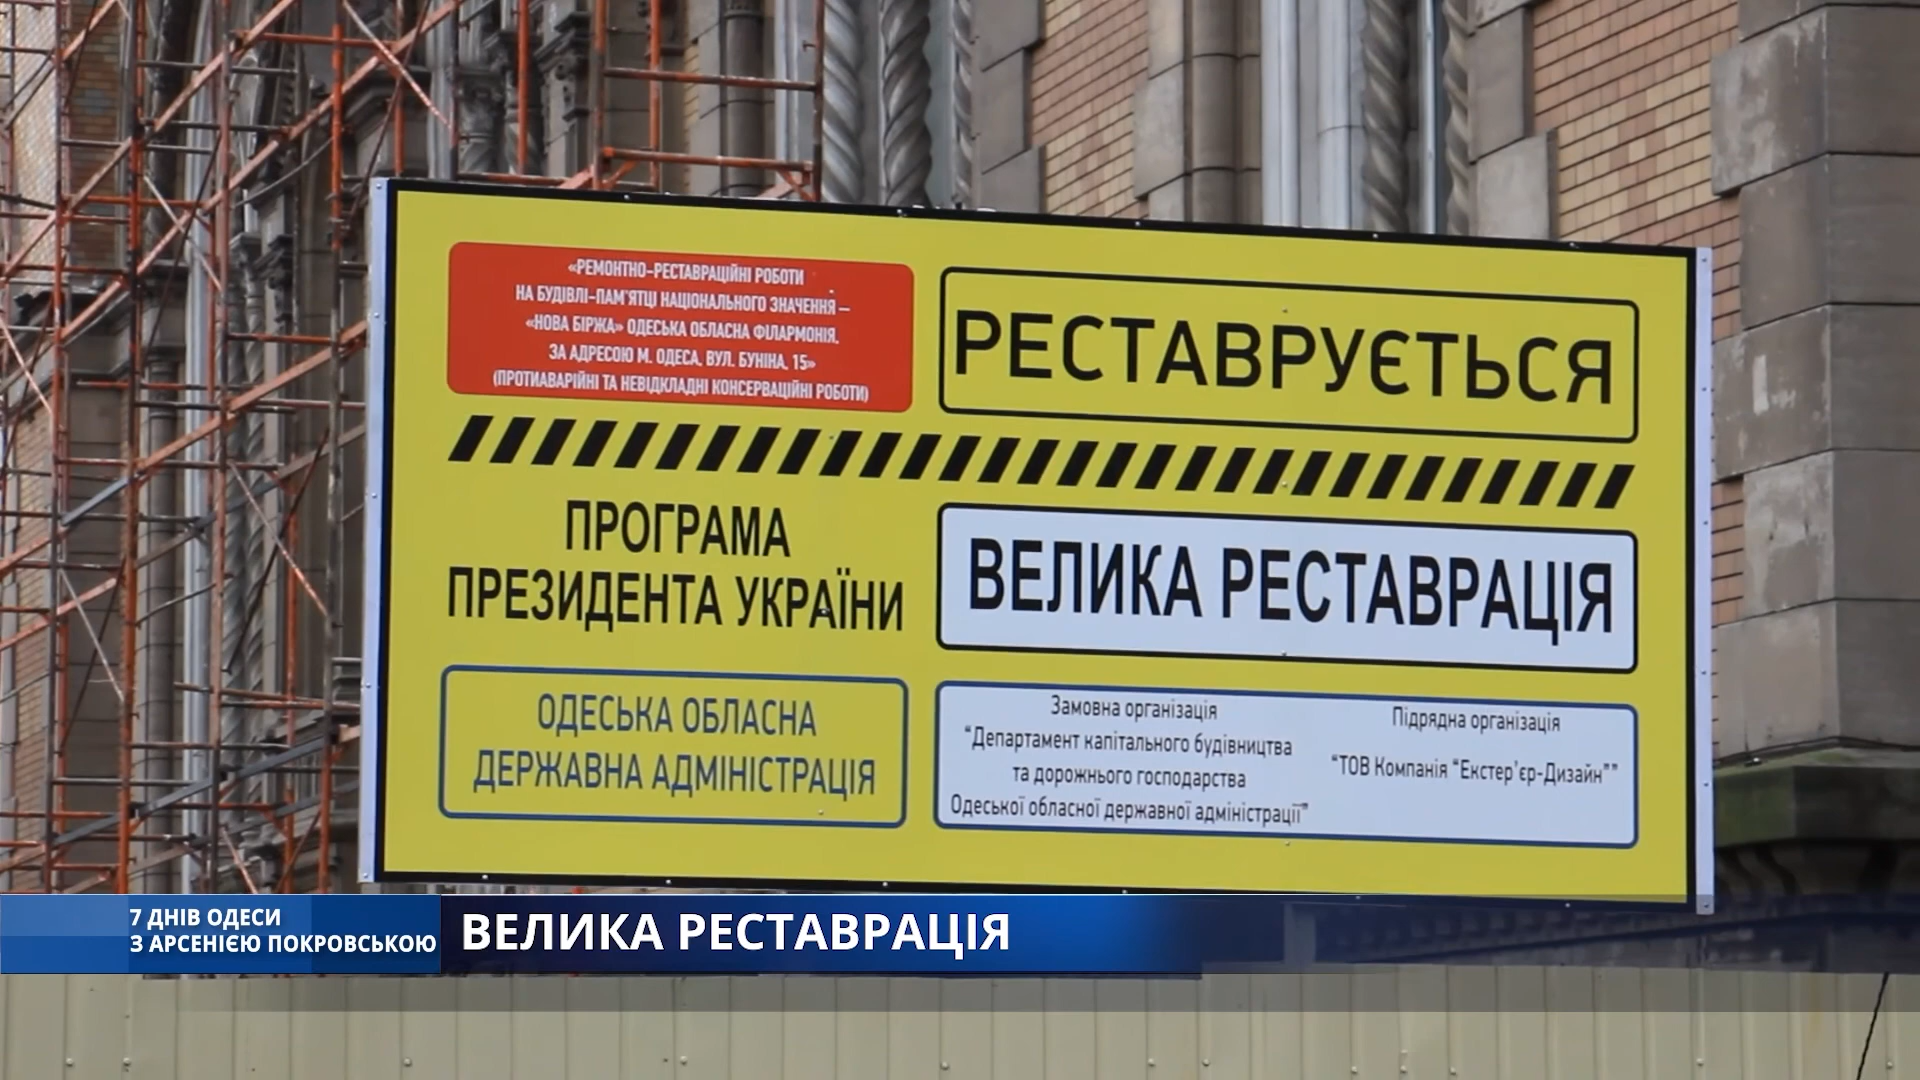 «РЕМОНТНО-РЕСТАВРАЦІЙНІ РОБОТИ
НА БУДІВЛІ-ПАМ'ЯТЦІ НАЦІОНАЛЬНОГО ЗНАЧЕННЯ –
«НОВА БІРЖА» ОДЕСЬКА ОБЛАСНА ФІЛАРМОНІЯ,
ЗА АДРЕСОЮ М. ОДЕСА, ВУЛ. БУНІНА, 15»
(ПРОТИАВАРІЙНІ ТА НЕВІДКЛАДНІ КОНСЕРВАЦІЙНІ РОБОТИ)
РЕСТАВРУЄТЬСЯ
ПРОГРАМА
ПРЕЗИДЕНТА УКРАЇНИ
ВЕЛИКА РЕСТАВРАЦІЯ
ОДЕСЬКА ОБЛАСНА
ДЕРЖАВНА АДМІНІСТРАЦІЯ
Замовна організація
“Департамент капітального будівництва
та дорожнього господарства
Одеської обласної державної адміністрації”
Підрядна організація
“ТОВ Компанія “Екстер’єр-Дизайн””
7 ДНІВ ОДЕСИ
З АРСЕНІЄЮ ПОКРОВСЬКОЮ
ВЕЛИКА РЕСТАВРАЦІЯ